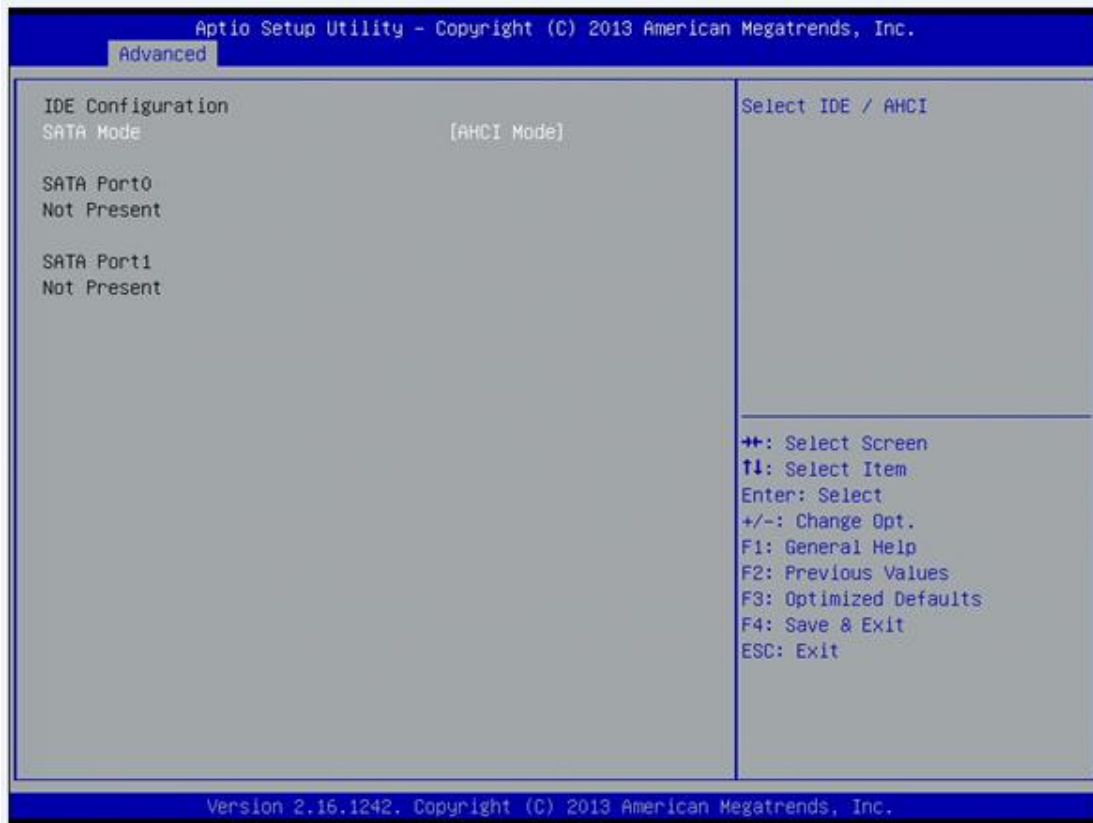 Aptio Setup Utility – Copyright (C) 2013 American Megatrends, Inc.
Advanced
IDE Configuration
SATA Mode [AHCI Mode]
SATA Port0
Not Present
SATA Port1
Not Present
Select IDE / AHCI
→←: Select Screen
↑↓: Select Item
Enter: Select
+/-: Change Opt.
F1: General Help
F2: Previous Values
F3: Optimized Defaults
F4: Save & Exit
ESC: Exit
Version 2.16.1242. Copyright (C) 2013 American Megatrends, Inc.